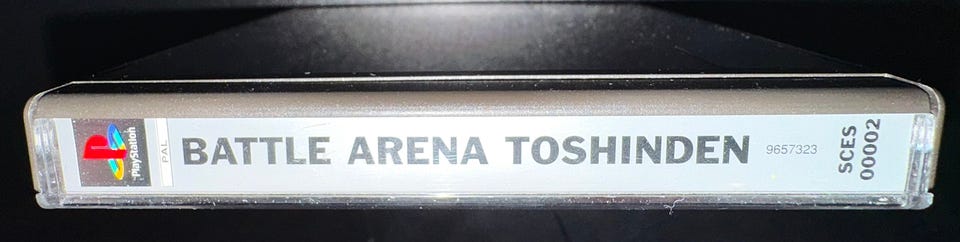 PlayStation
PAL
BATTLE ARENA TOSHINDEN
9657323
SCES
00002